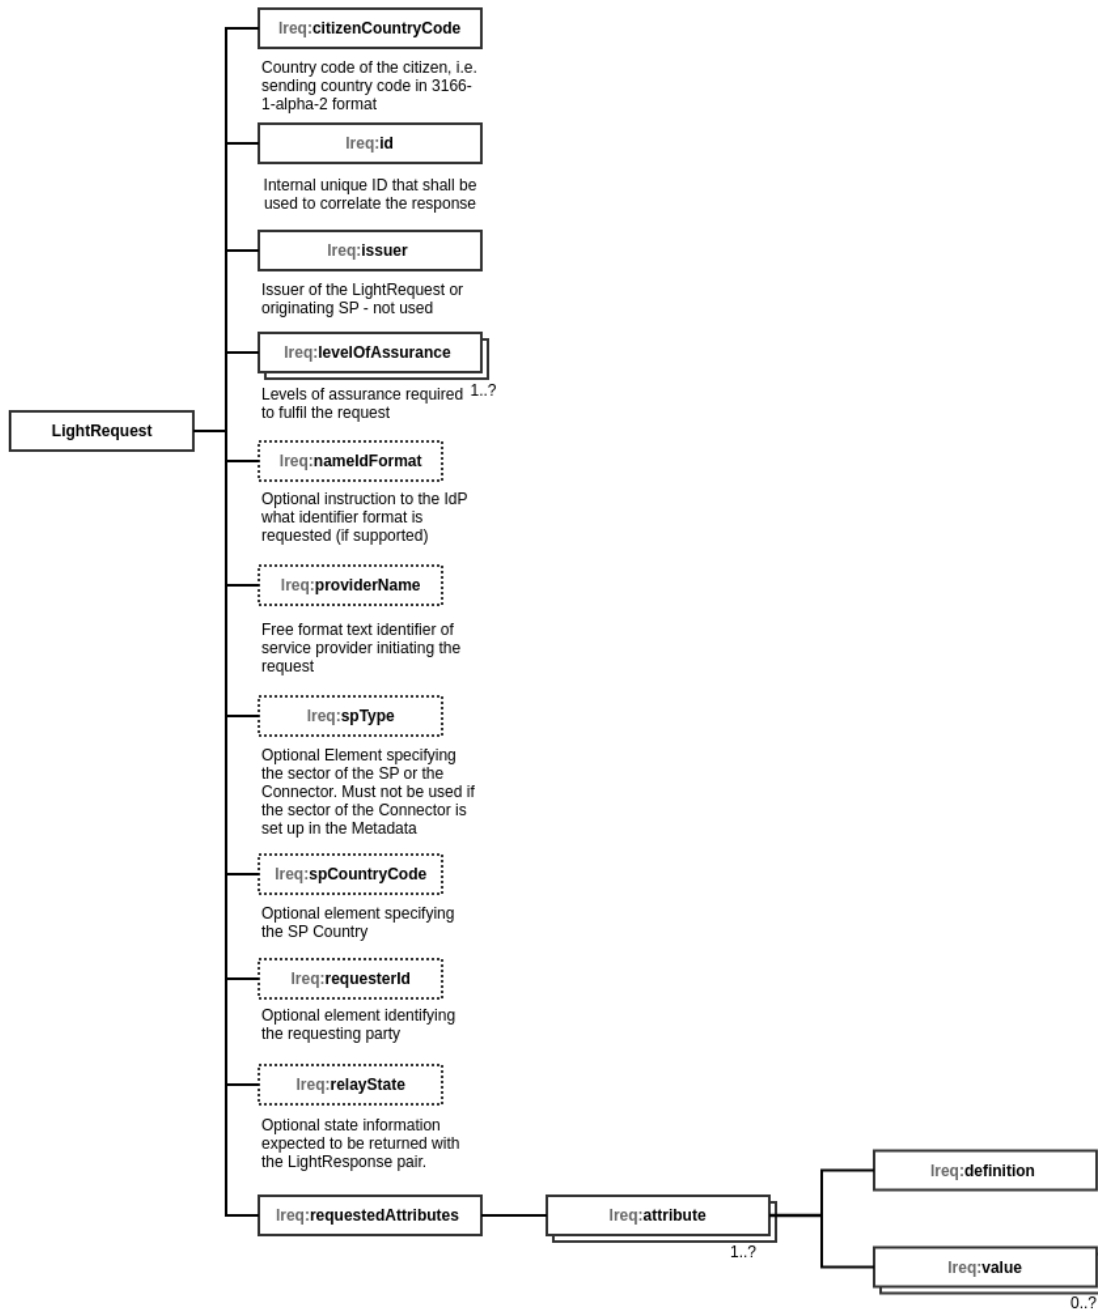 lreq:citizenCountryCode
Country code of the citizen, i.e.
sending country code in 3166-
1-alpha-2 format
lreq:id
Internal unique ID that shall be
used to correlate the response
lreq:issuer
Issuer of the LightRequest or
originating SP - not used
lreq:levelOfAssurance
1..?
Levels of assurance required
to fulfil the request
LightRequest
lreq:nameIdFormat
Optional instruction to the IdP
what identifier format is
requested (if supported)
lreq:providerName
Free format text identifier of
service provider initiating the
request
lreq:spType
Optional Element specifying
the sector of the SP or the
Connector. Must not be used if
the sector of the Connector is
set up in the Metadata
lreq:spCountryCode
Optional element specifying
the SP Country
lreq:requesterId
Optional element identifying
the requesting party
lreq:relayState
Optional state information
expected to be returned with
the LightResponse pair.
lreq:requestedAttributes
lreq:attribute
1..?
lreq:definition
lreq:value
0..?